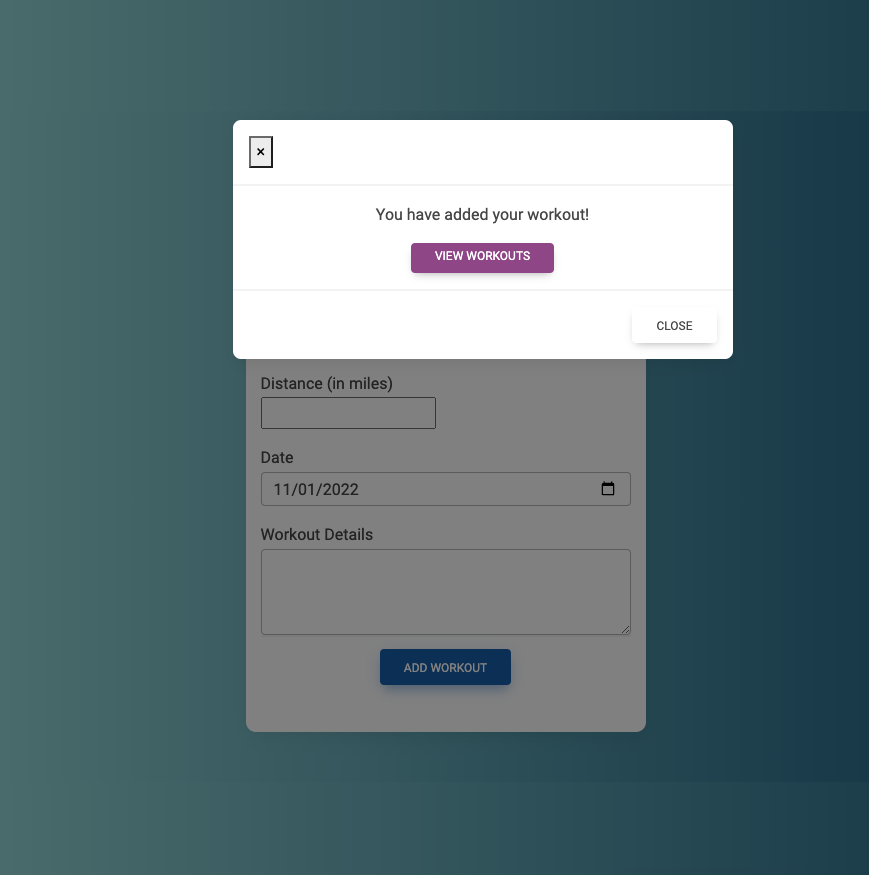 ×
You have added your workout!
VIEW WORKOUTS
CLOSE
Distance (in miles)
Date
11/01/2022
Workout Details
ADD WORKOUT